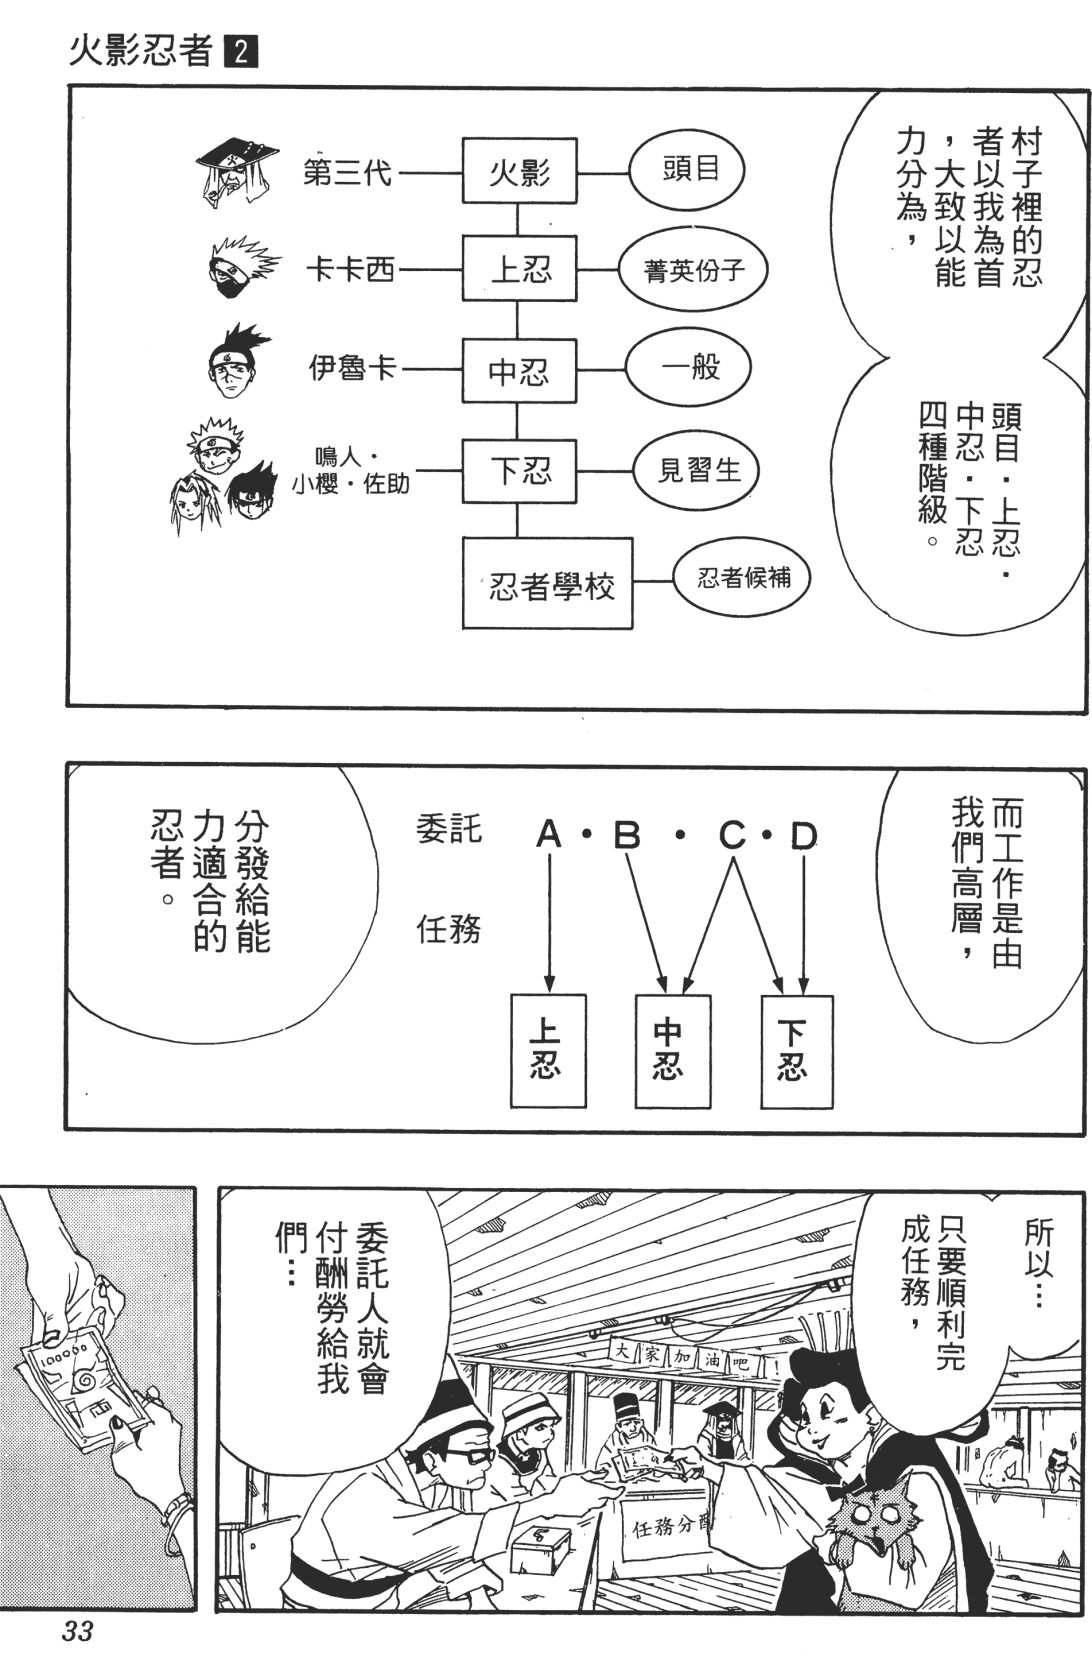 火影忍者 2
村子裡的忍
者以我為首
，大致以能
力分為，
頭目．上忍．
中忍．下忍
四種階級。
第三代
火影
頭目
卡卡西
上忍
菁英份子
伊魯卡
中忍
一般
鳴人・
小櫻・佐助
下忍
見習生
忍者學校
忍者候補
而工作是由
我們高層，
委託 A・B・C・D
任務
上忍
中忍
下忍
分發給能
力適合的
忍者。
所以…
只要順利完
成任務，
委託人就會
付酬勞給我
們…
大家加油吧！
任務分配
100000
33